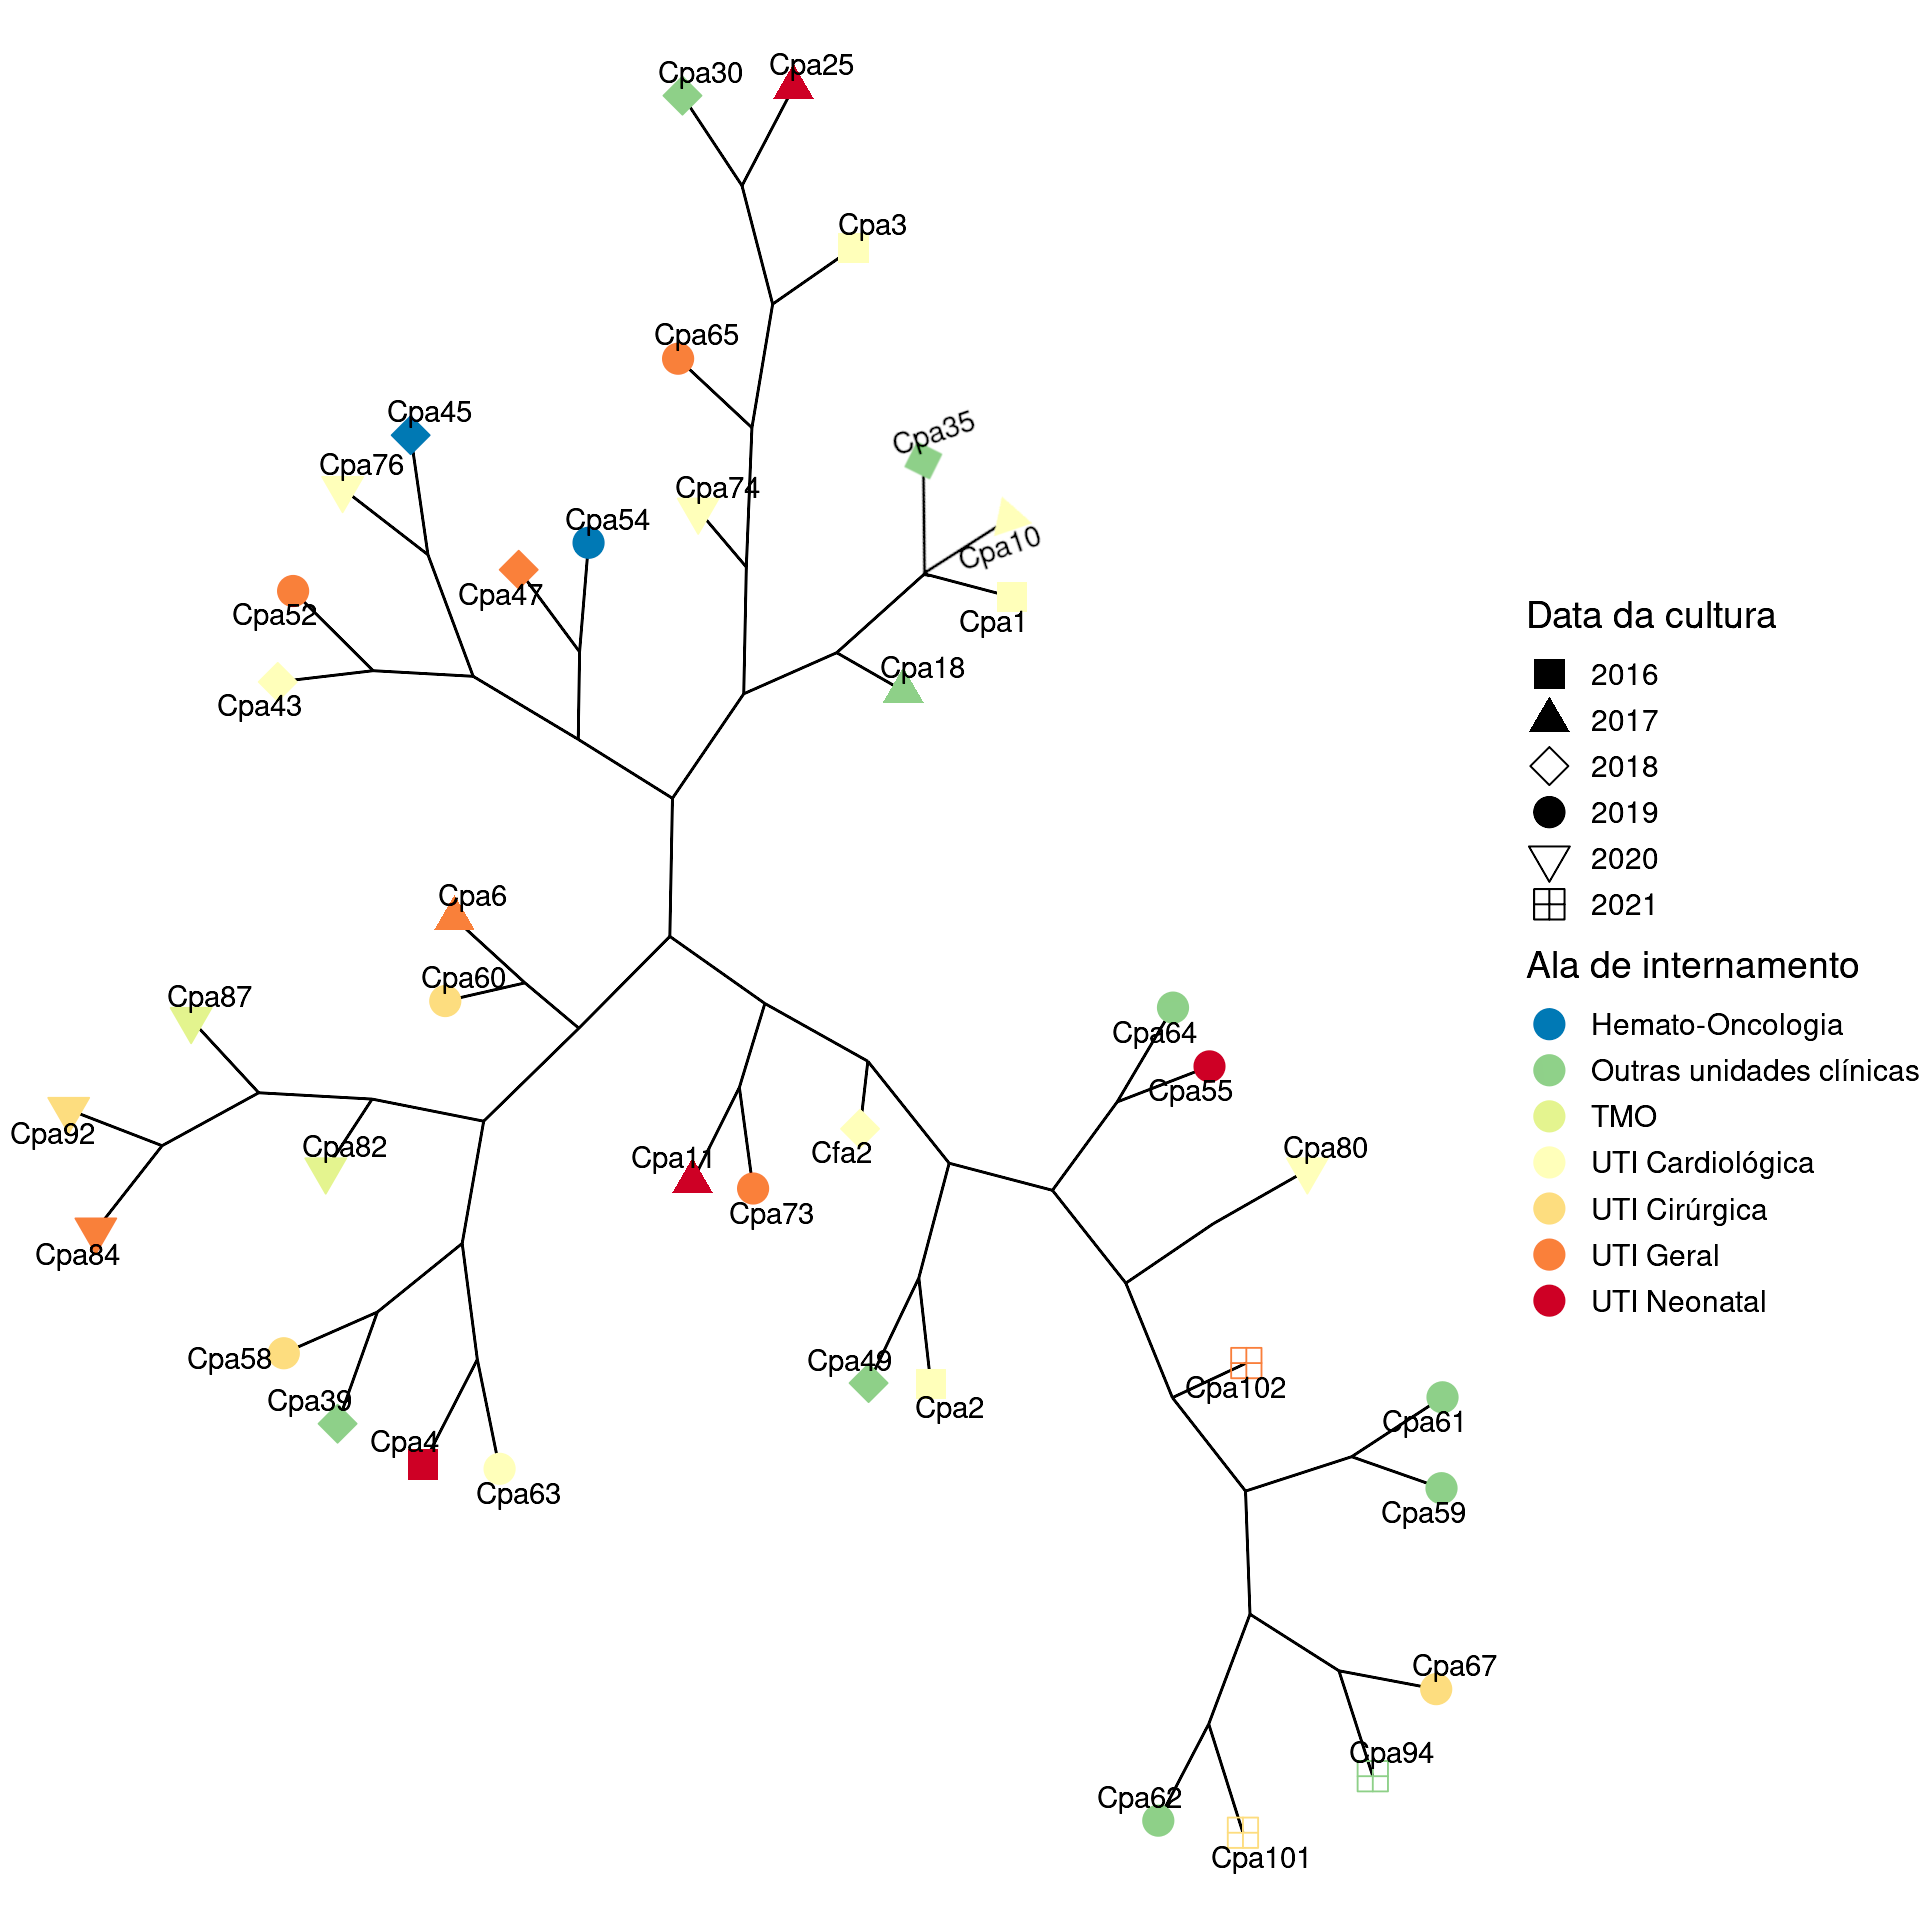 Cpa30
Cpa25
Cpa3
Cpa65
Cpa45
Cpa35
Cpa76
Cpa74
Cpa54
Cpa10
Cpa47
Cpa52
Cpa1
Cpa18
Cpa43
Cpa6
Cpa60
Cpa87
Cpa64
Cpa55
Cpa92
Cpa82
Cpa11
Cfa2
Cpa80
Cpa73
Cpa84
Cpa58
Cpa49
Cpa102
Cpa39
Cpa2
Cpa61
Cpa4
Cpa63
Cpa59
Cpa67
Cpa94
Cpa62
Cpa101
Data da cultura
2016
2017
2018
2019
2020
2021
Ala de internamento
Hemato-Oncologia
Outras unidades clínicas
TMO
UTI Cardiológica
UTI Cirúrgica
UTI Geral
UTI Neonatal